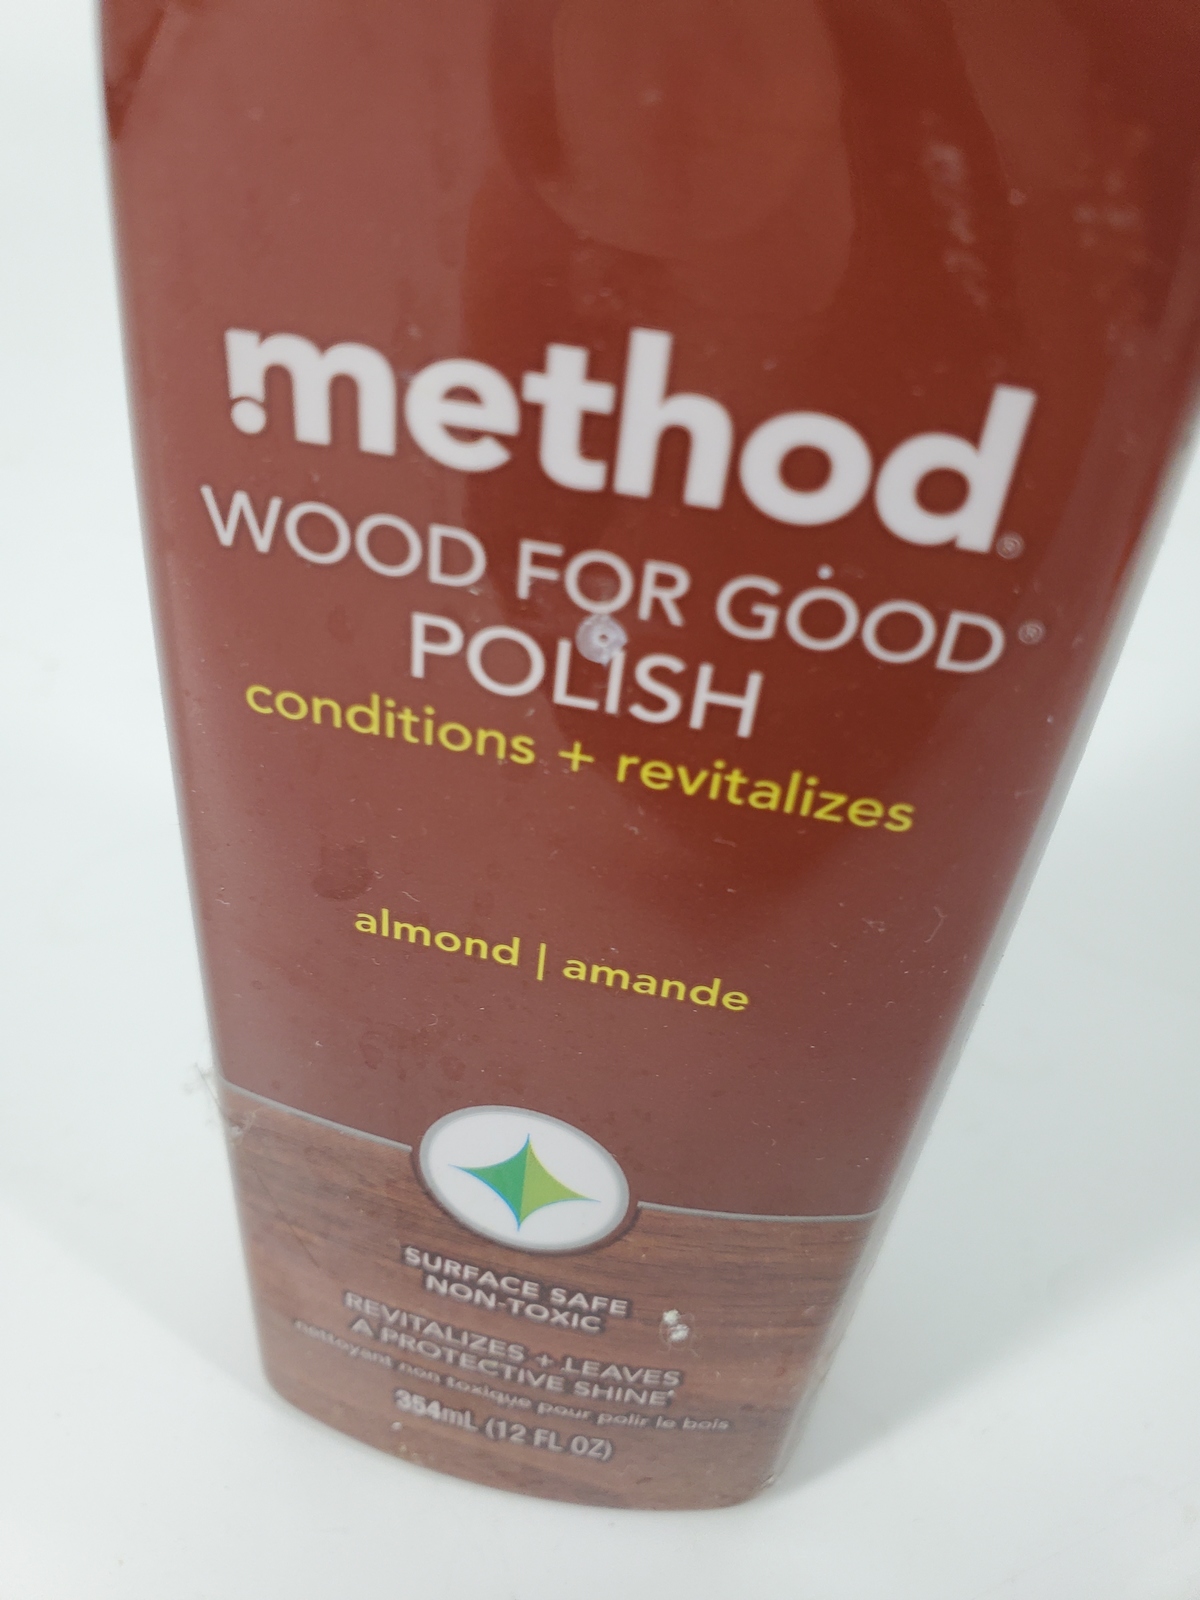 method®
WOOD FOR GOOD®
POLISH
conditions + revitalizes
almond | amande
SURFACE SAFE
NON-TOXIC
REVITALIZES + LEAVES
A PROTECTIVE SHINE*
nettoyant non toxique pour polir le bois
354mL (12 FL OZ)